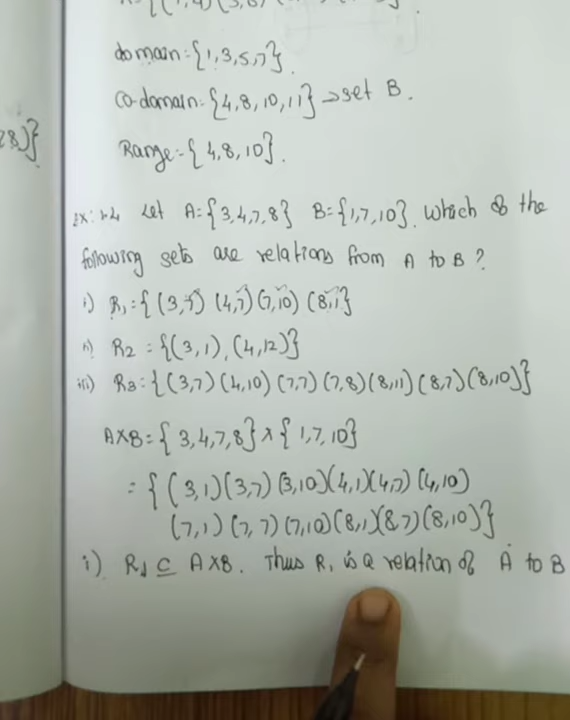 domain:{1,3,5,7}.
Co-domain:{4,8,10,11}→set B.
28)}
Range:{4,8,10}.
Ex:1.4 Let A={3,4,7,8} B={1,7,10}. Which of the
following sets are relations from A to B?
i) R₁={(3,7) (4,7)(7,10) (8,1}
ii) R2 = {(3,1), (4,12)}
iii) R3={(3,7)(4,10)(7,7)(7,8)(8,11)(8,7)(8,10)}
AXB={3,4,7,8}x{1,7,10}
={(3,1)(3,7)(3,10)(4,1)(4,7)(4,10)
(7,1)(7,7)(7,10)(8,1)(8,7)(8,10)}
i) R₁ ⊆ AXB. Thus R₁ is a relation of A to B